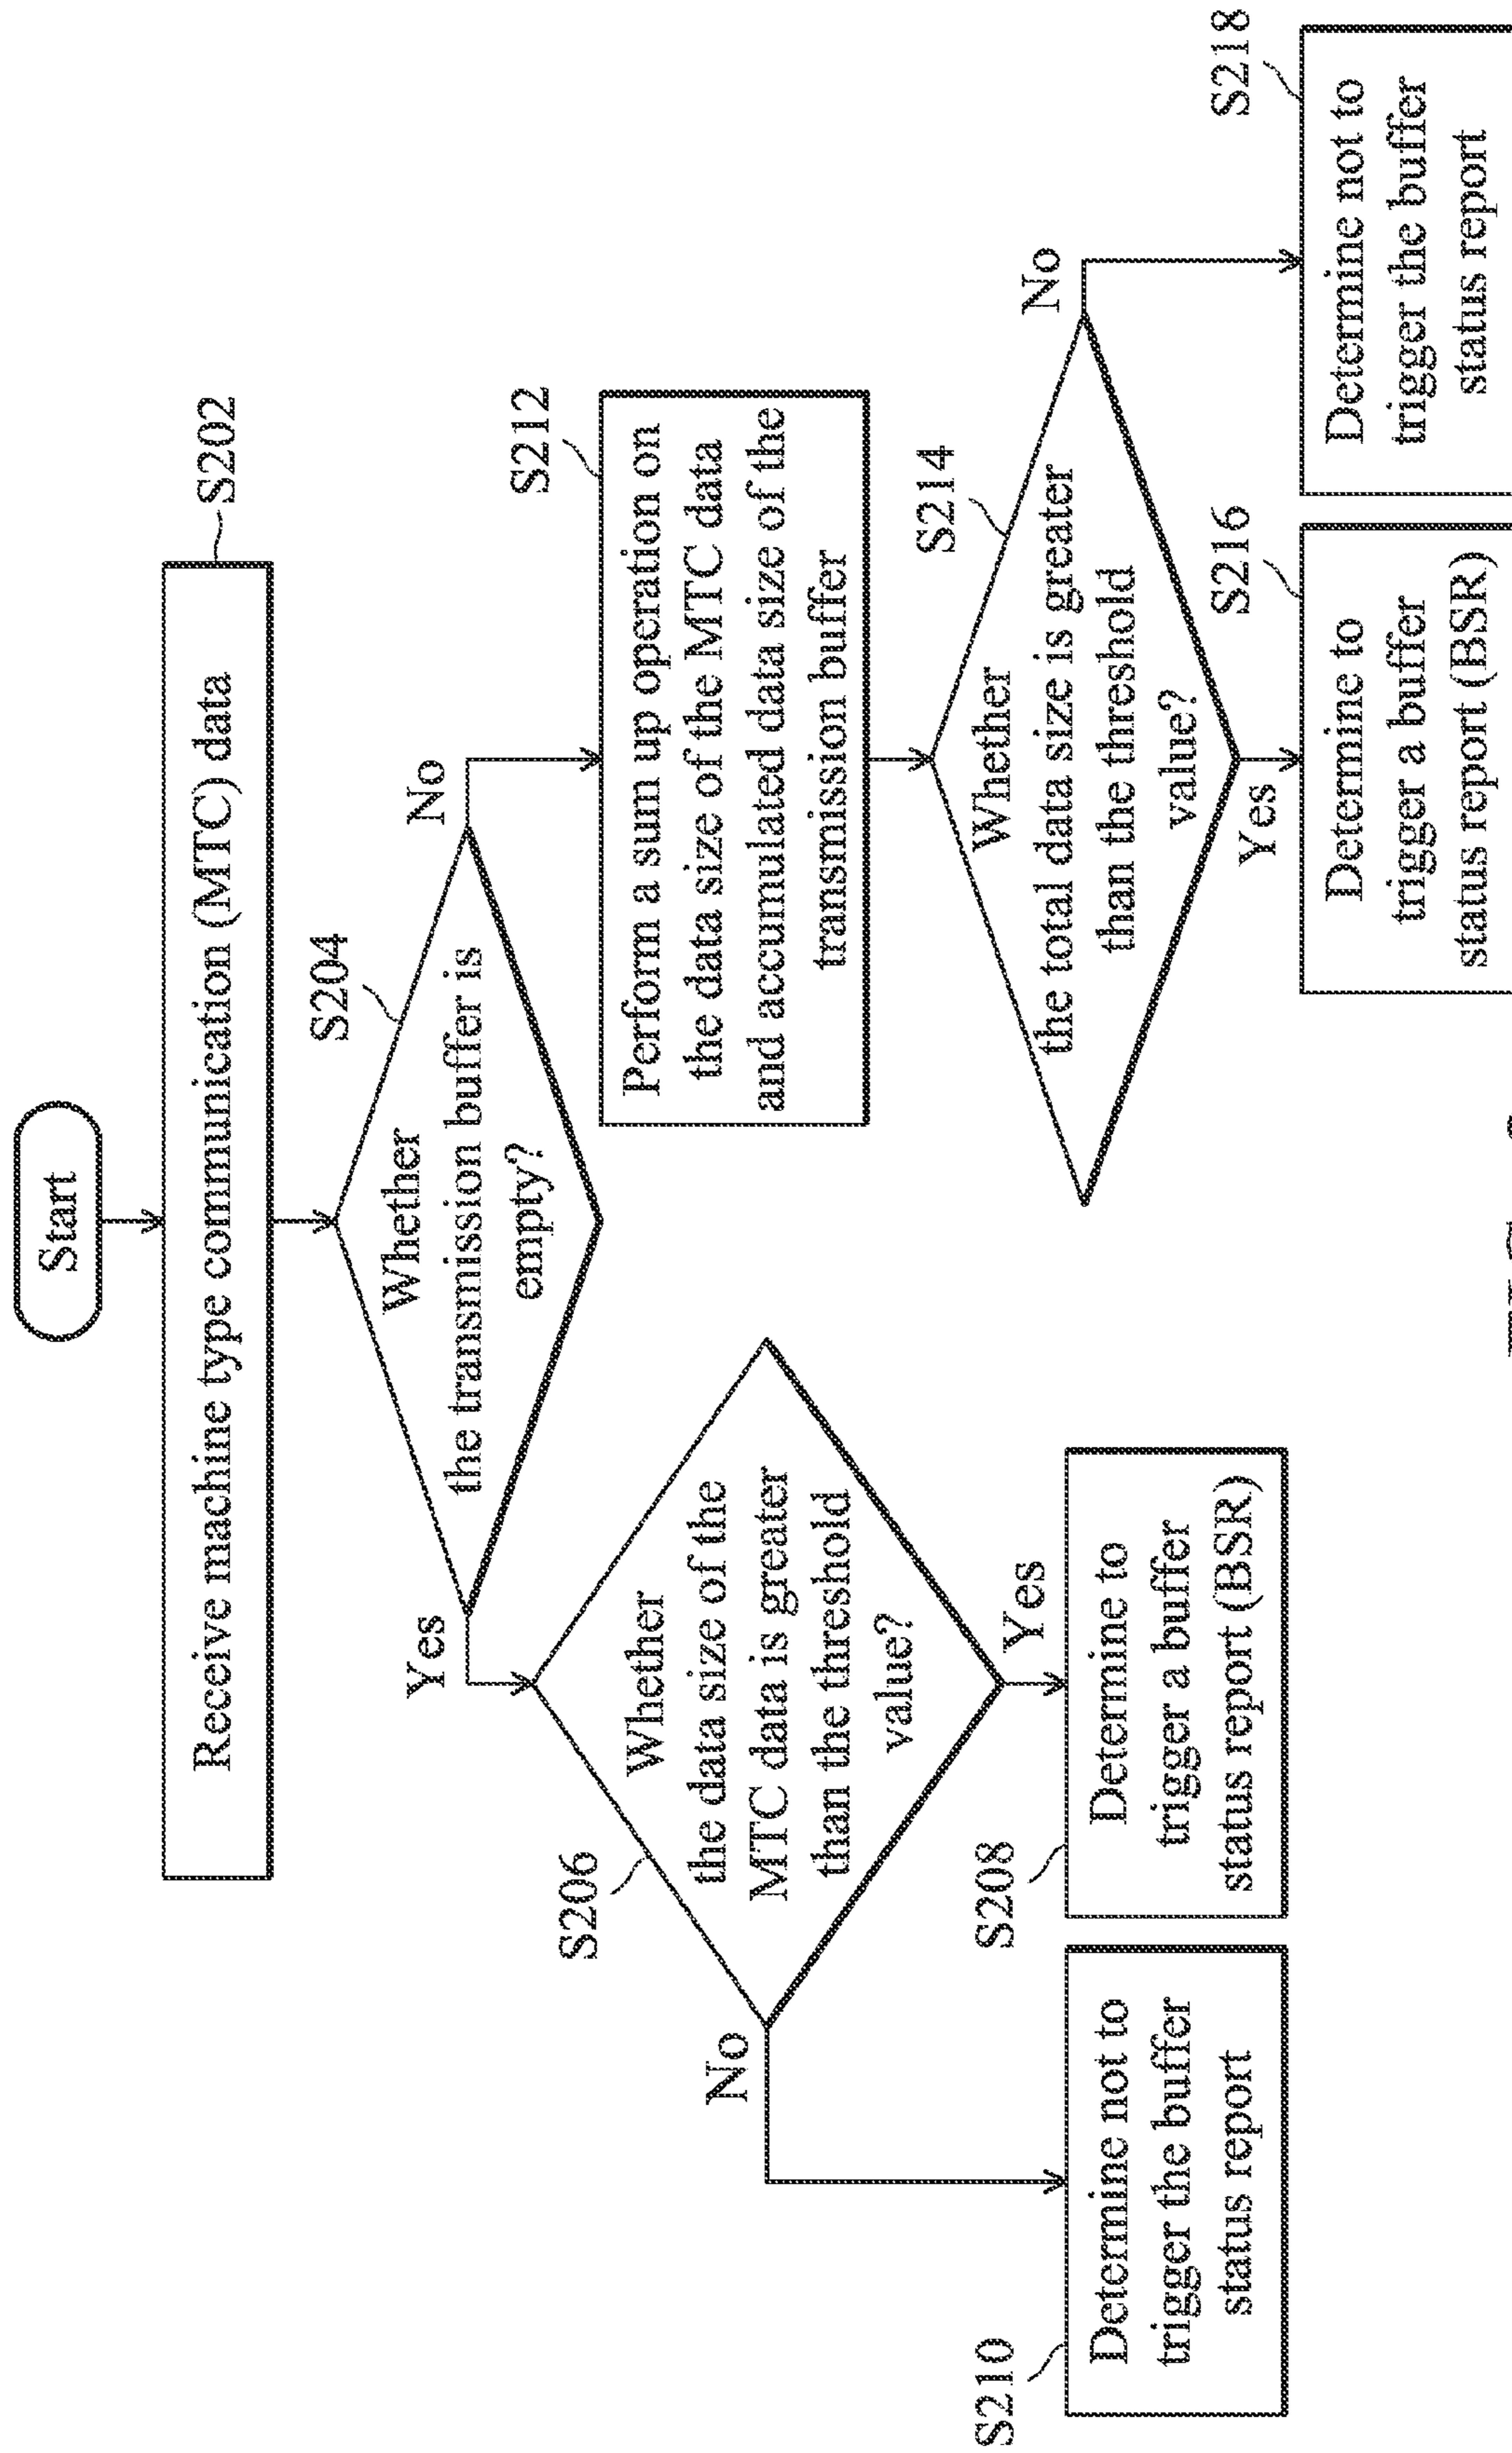 Start
Receive machine type communication (MTC) data
S202
S204
Whether
the transmission buffer is
empty?
Yes
No
S206
Whether
the data size of the
MTC data is greater
than the threshold
value?
No
Yes
S210
Determine not to
trigger the buffer
status report
S208
Determine to
trigger a buffer
status report (BSR)
S212
Perform a sum up operation on
the data size of the MTC data
and accumulated data size of the
transmission buffer
S214
Whether
the total data size is greater
than the threshold
value?
Yes
No
S216
Determine to
trigger a buffer
status report (BSR)
S218
Determine not to
trigger the buffer
status report